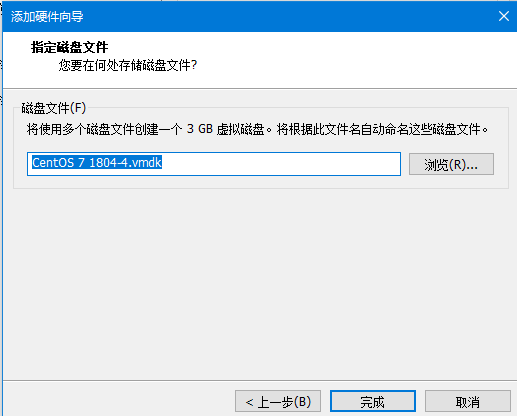 添加硬件向导
指定磁盘文件
您要在何处存储磁盘文件?
磁盘文件(F)
将使用多个磁盘文件创建一个 3 GB 虚拟磁盘。将根据此文件名自动命名这些磁盘文件。
CentOS 7 1804-4.vmdk
浏览(R)...
< 上一步(B)
完成
取消